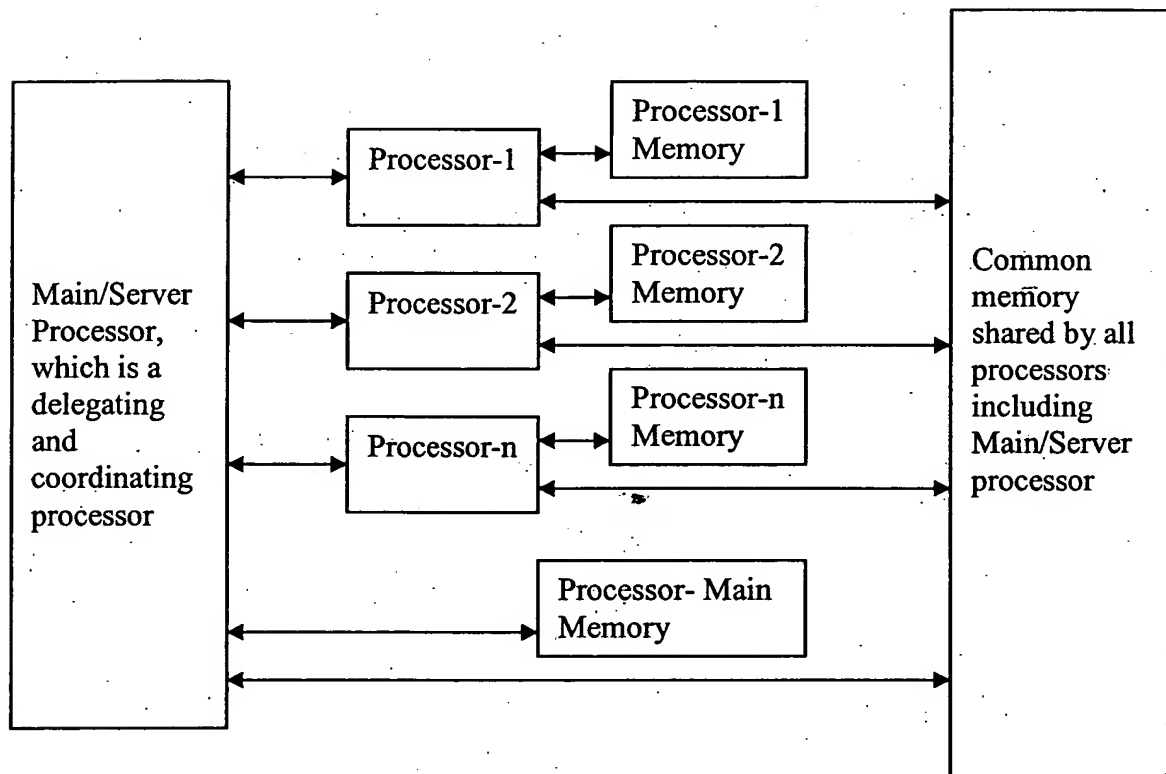 Main/Server
Processor,
which is a
delegating
and
coordinating
processor
Processor-1
Processor-1
Memory
Processor-2
Processor-2
Memory
Processor-n
Processor-n
Memory
Processor- Main
Memory
Common
memory
shared by all
processors
including
Main/Server
processor